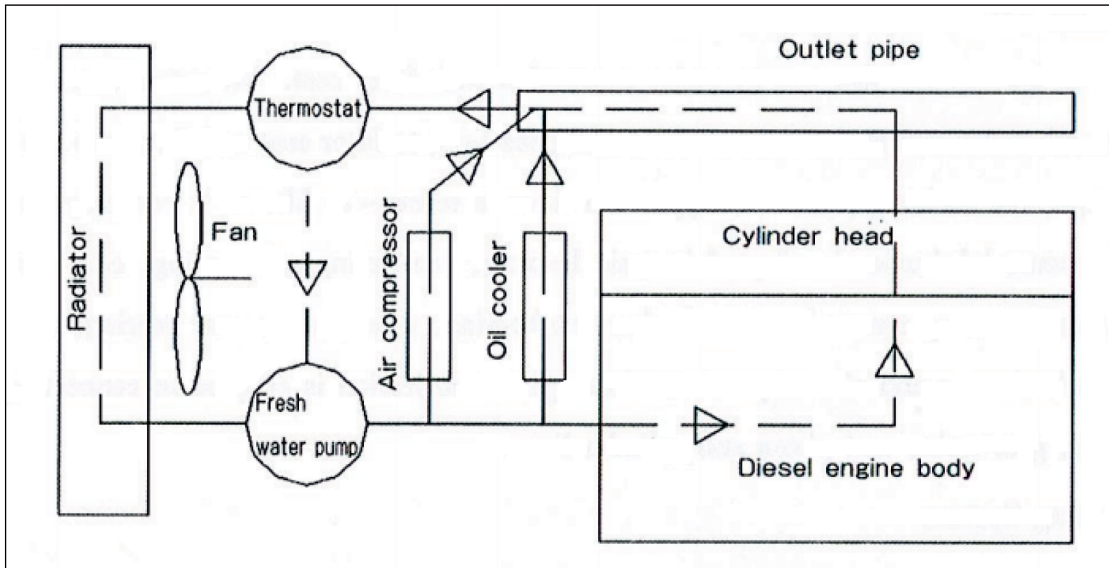 Outlet pipe
Thermostat
Fan
Radiator
Air compressor
Oil cooler
Cylinder head
Fresh
water pump
Diesel engine body